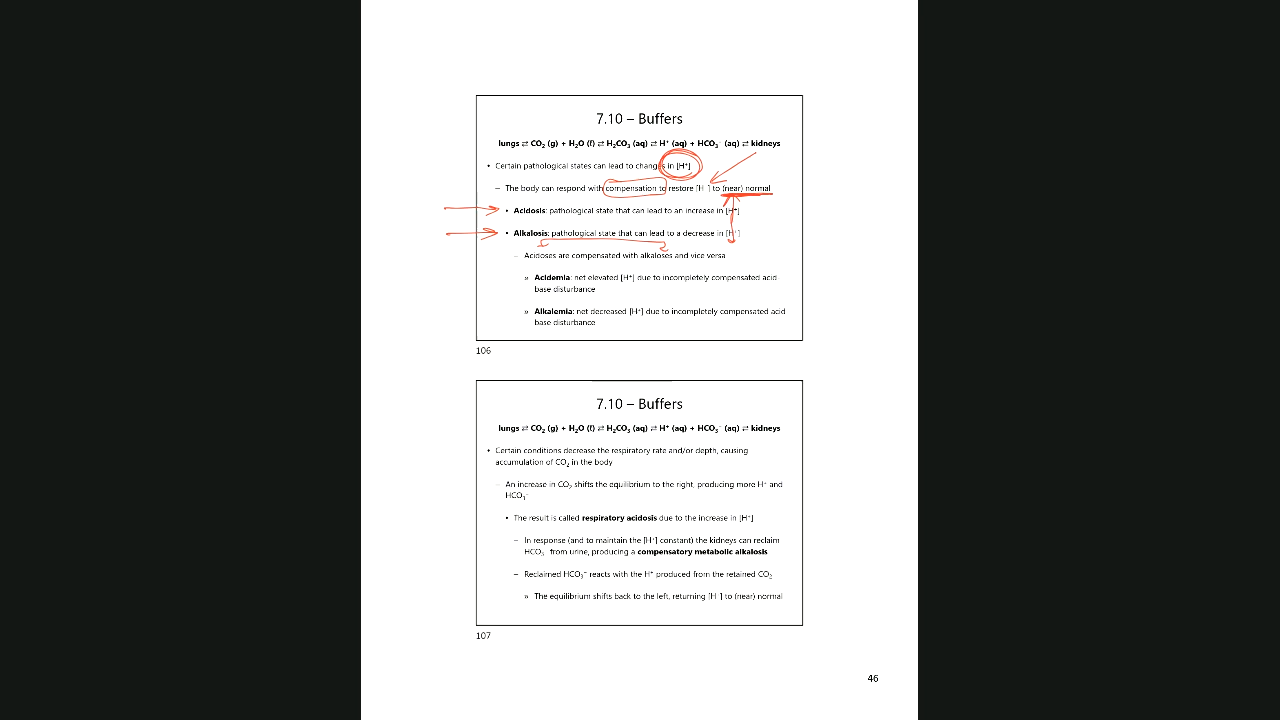 7.10 – Buffers
lungs ⇄ CO₂ (g) + H₂O (ℓ) ⇄ H₂CO₃ (aq) ⇄ H⁺ (aq) + HCO₃⁻ (aq) ⇄ kidneys
• Certain pathological states can lead to changes in [H⁺]
– The body can respond with compensation to restore [H⁺] to (near) normal
• Acidosis: pathological state that can lead to an increase in [H⁺]
• Alkalosis: pathological state that can lead to a decrease in [H⁺]
– Acidoses are compensated with alkaloses and vice versa
» Acidemia: net elevated [H⁺] due to incompletely compensated acid-
base disturbance
» Alkalemia: net decreased [H⁺] due to incompletely compensated acid
base disturbance
106
7.10 – Buffers
lungs ⇄ CO₂ (g) + H₂O (ℓ) ⇄ H₂CO₃ (aq) ⇄ H⁺ (aq) + HCO₃⁻ (aq) ⇄ kidneys
• Certain conditions decrease the respiratory rate and/or depth, causing
accumulation of CO₂ in the body
– An increase in CO₂ shifts the equilibrium to the right, producing more H⁺ and
HCO₃⁻
• The result is called respiratory acidosis due to the increase in [H⁺]
– In response (and to maintain the [H⁺] constant) the kidneys can reclaim
HCO₃⁻ from urine, producing a compensatory metabolic alkalosis
– Reclaimed HCO₃⁻ reacts with the H⁺ produced from the retained CO₂
» The equilibrium shifts back to the left, returning [H⁺] to (near) normal
107
46